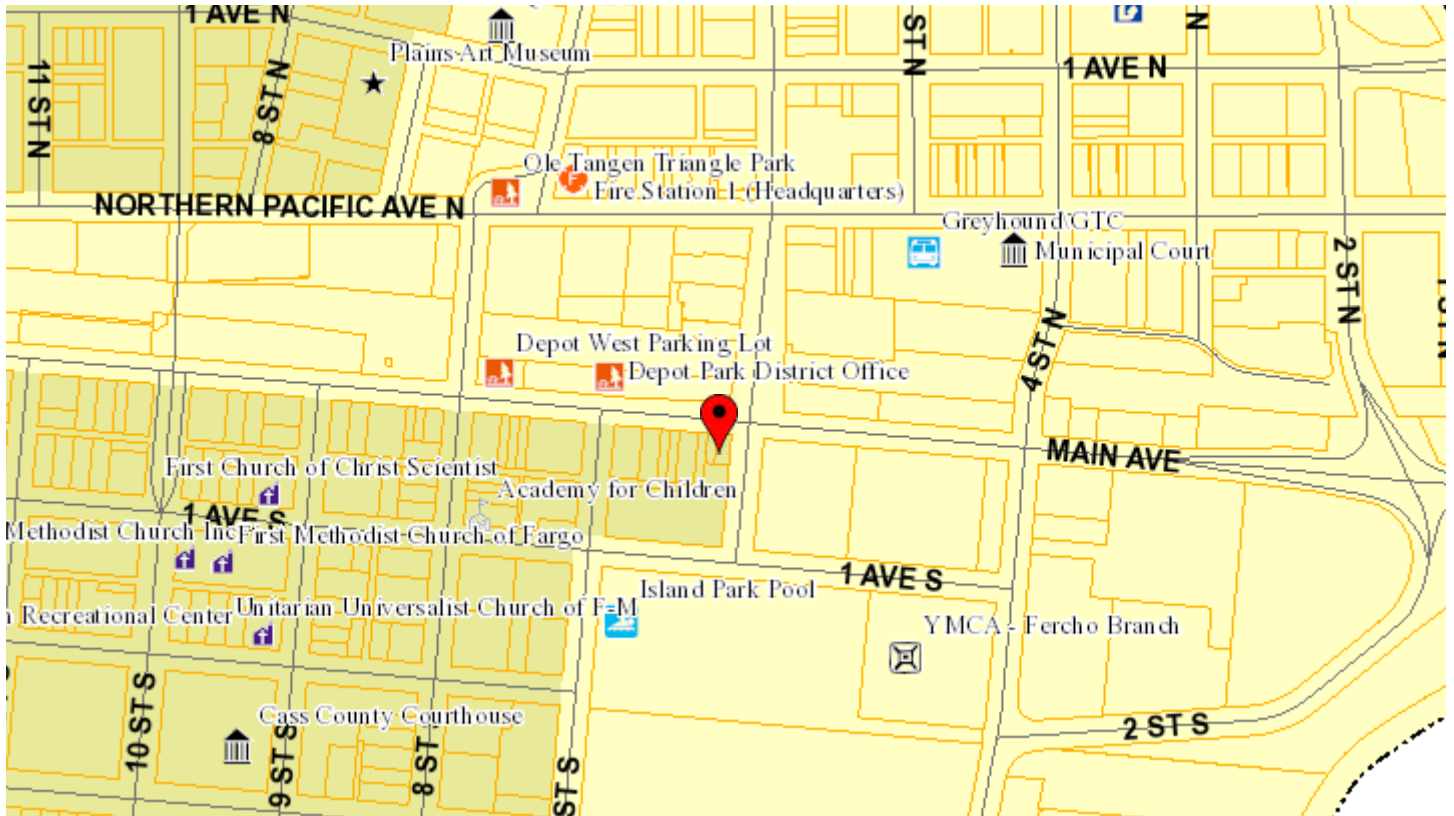 1 AVE N
Plains Art Museum
11 ST N
8 ST N
ST N
N
1 AVE N
Ole Tangen Triangle Park
Fire Station 1 (Headquarters)
F
NORTHERN PACIFIC AVE N
Greyhound GTC
Municipal Court
2 ST N
Depot West Parking Lot
Depot Park District Office
4 ST N
MAIN AVE
First Church of Christ Scientist
Academy for Children
1 AVE S
Methodist Church Inc
First Methodist Church of Fargo
1 AVE S
Island Park Pool
Recreational Center
Unitarian Universalist Church of F-M
YMCA - Fercho Branch
Cass County Courthouse
10 ST S
9 ST S
8 ST
ST S
2 ST S